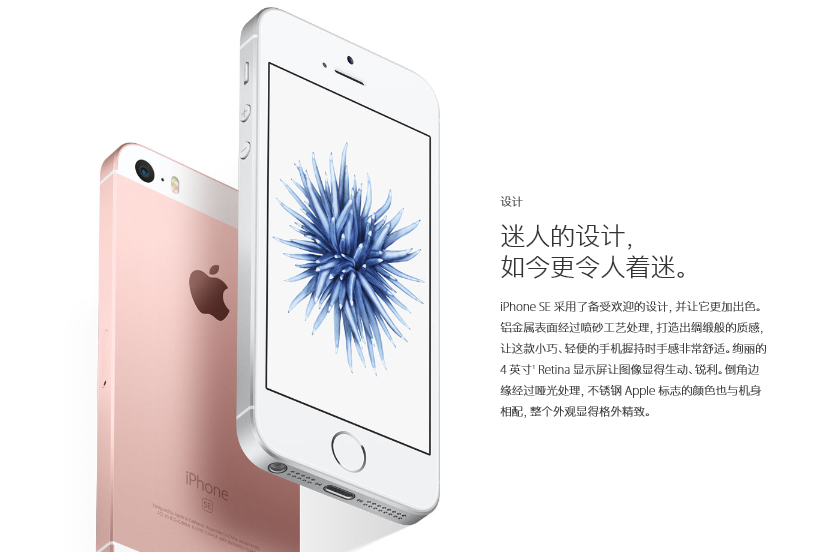 设计
迷人的设计，
如今更令人着迷。
iPhone SE 采用了备受欢迎的设计，并让它更加出色。
铝金属表面经过喷砂工艺处理，打造出绸缎般的质感，
让这款小巧、轻便的手机握持时手感非常舒适。绚丽的
4 英寸¹ Retina 显示屏让图像显得生动、锐利。倒角边
缘经过哑光处理，不锈钢 Apple 标志的颜色也与机身
相配，整个外观显得格外精致。
iPhone
SE